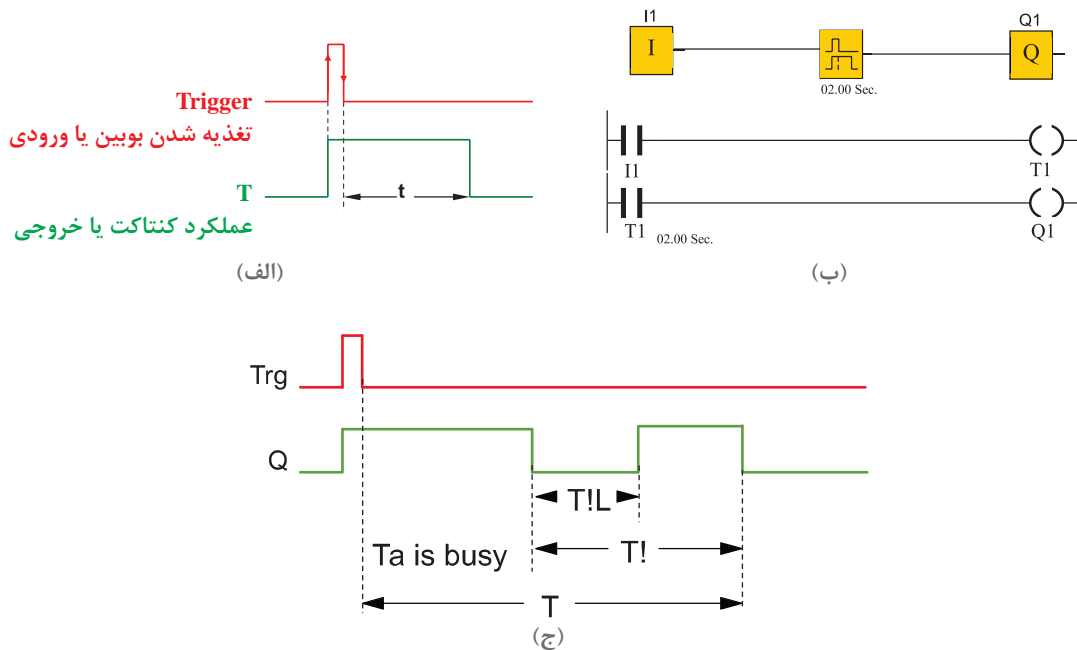 Trigger
تغذیه شدن بوبین یا ورودی
T
عملکرد کنتاکت یا خروجی
t
(الف)
I1
I
02.00 Sec.
Q1
Q
I1
T1
T1
02.00 Sec.
Q1
(ب)
Trg
Q
T!L
Ta is busy
T!
T
(ج)